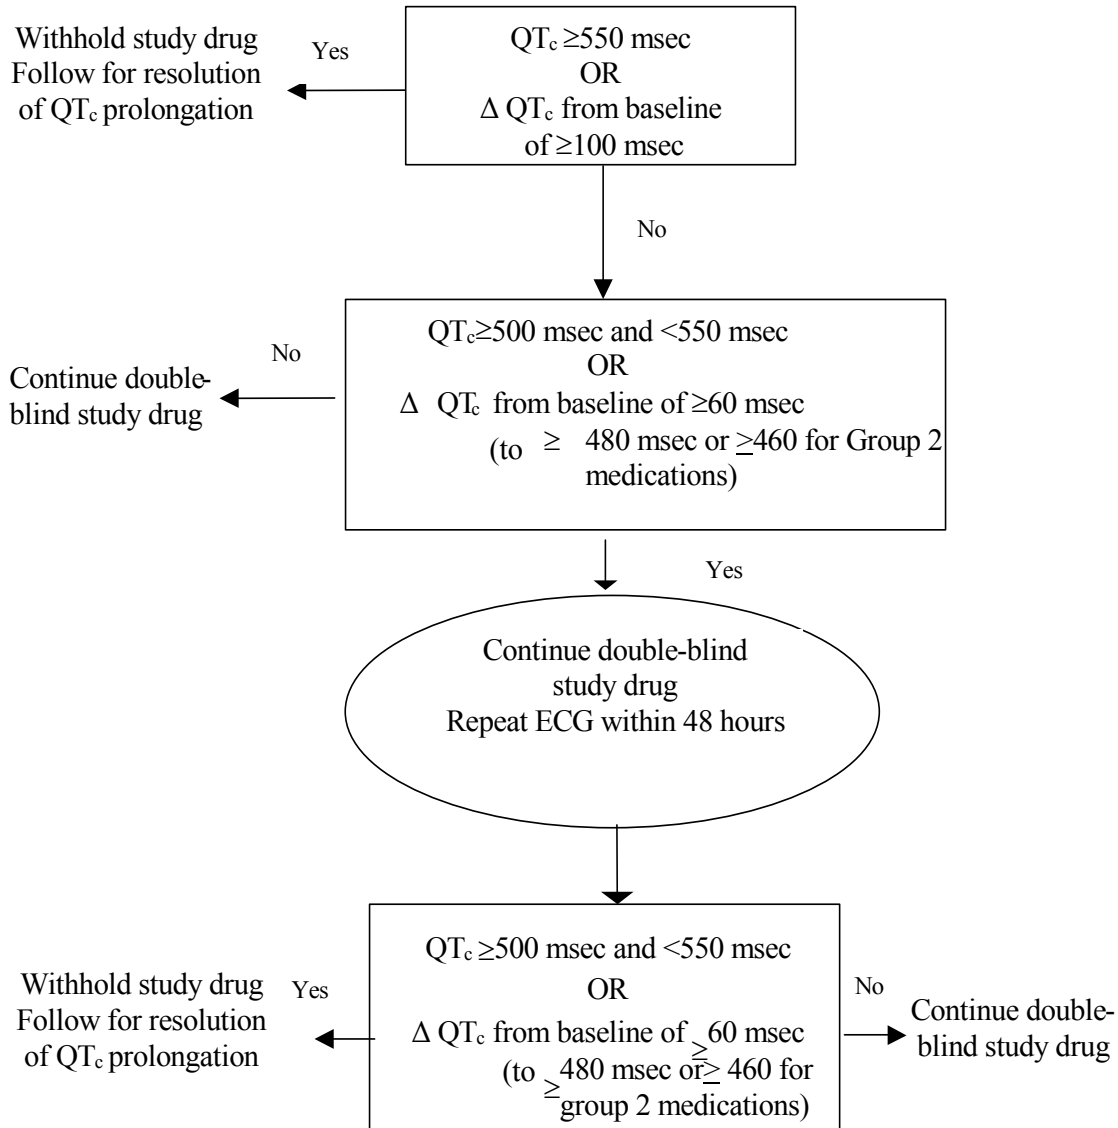 Withhold study drug
Follow for resolution
of QTc prolongation
Yes
QTc ≥550 msec
OR
Δ QTc from baseline
of ≥100 msec
No
QTc≥500 msec and <550 msec
OR
Δ QTc from baseline of ≥60 msec
(to ≥ 480 msec or ≥460 for Group 2
medications)
No
Continue double-
blind study drug
Yes
Continue double-blind
study drug
Repeat ECG within 48 hours
QTc ≥500 msec and <550 msec
OR
Δ QTc from baseline of ≥60 msec
(to ≥480 msec or≥ 460 for
group 2 medications)
Yes
Withhold study drug
Follow for resolution
of QTc prolongation
No
Continue double-
blind study drug